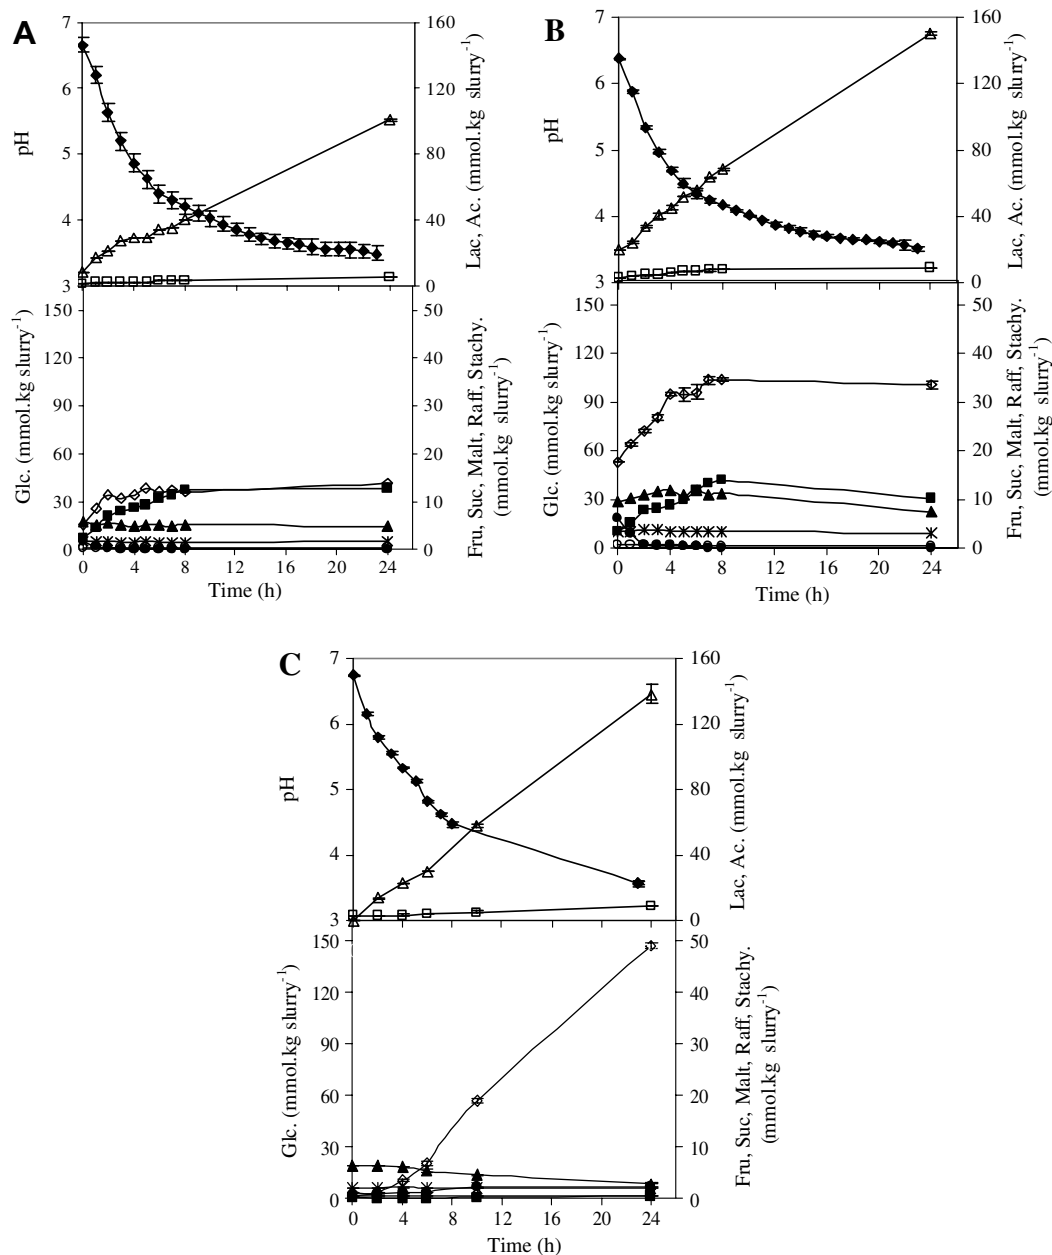 A
7
6
5
4
3
pH
160
120
80
40
0
Lac, Ac. (mmol.kg slurry-1)
150
120
90
60
30
0
Glc. (mmol.kg slurry-1)
50
40
30
20
10
0
Fru, Suc, Malt, Raff, Stachy.
(mmol.kg slurry-1)
0 4 8 12 16 20 24
Time (h)
B
7
6
5
4
3
pH
160
120
80
40
0
Lac, Ac. (mmol.kg slurry-1)
150
120
90
60
30
0
Glc. (mmol.kg slurry-1)
50
40
30
20
10
0
Fru, Suc, Malt, Raff, Stachy.
(mmol.kg slurry-1)
0 4 8 12 16 20 24
Time (h)
C
7
6
5
4
3
pH
160
120
80
40
0
Lac, Ac. (mmol.kg slurry-1)
150
120
90
60
30
0
Glc. (mmol.kg slurry-1)
50
40
30
20
10
0
Fru, Suc, Malt, Raff, Stachy.
(mmol.kg slurry-1)
0 4 8 12 16 20 24
Time (h)